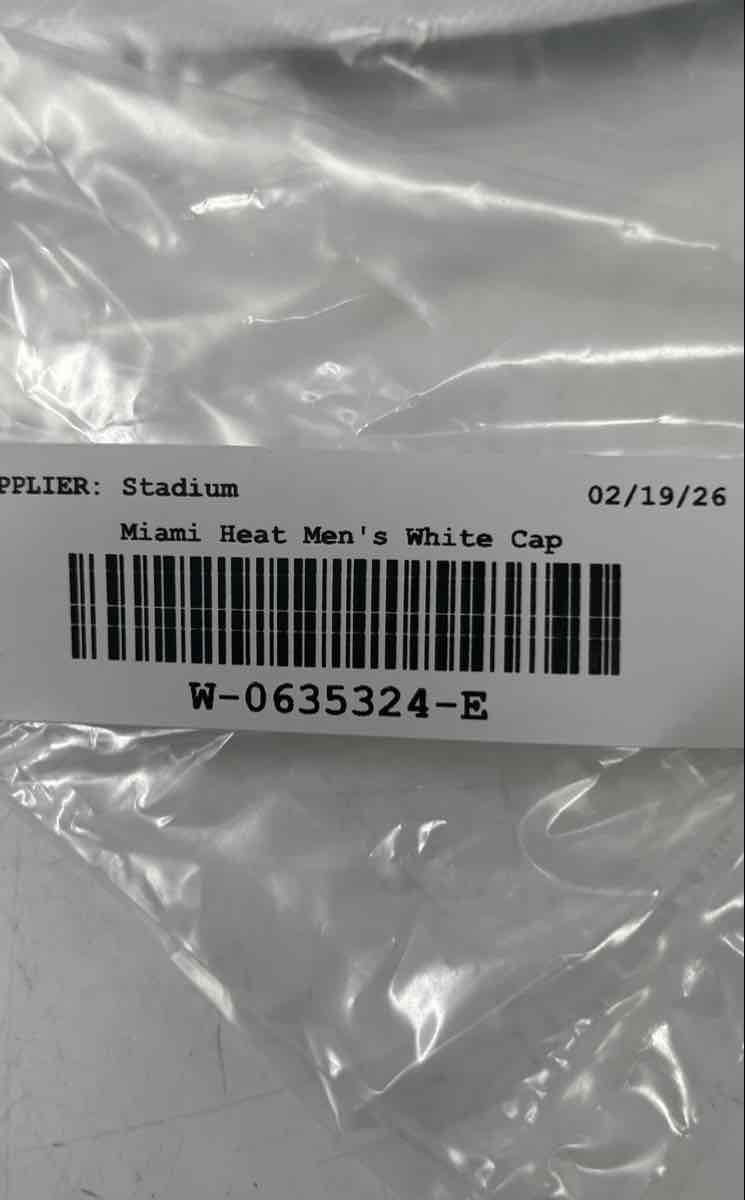 PPLIER: Stadium 02/19/26
Miami Heat Men's White Cap
W-0635324-E